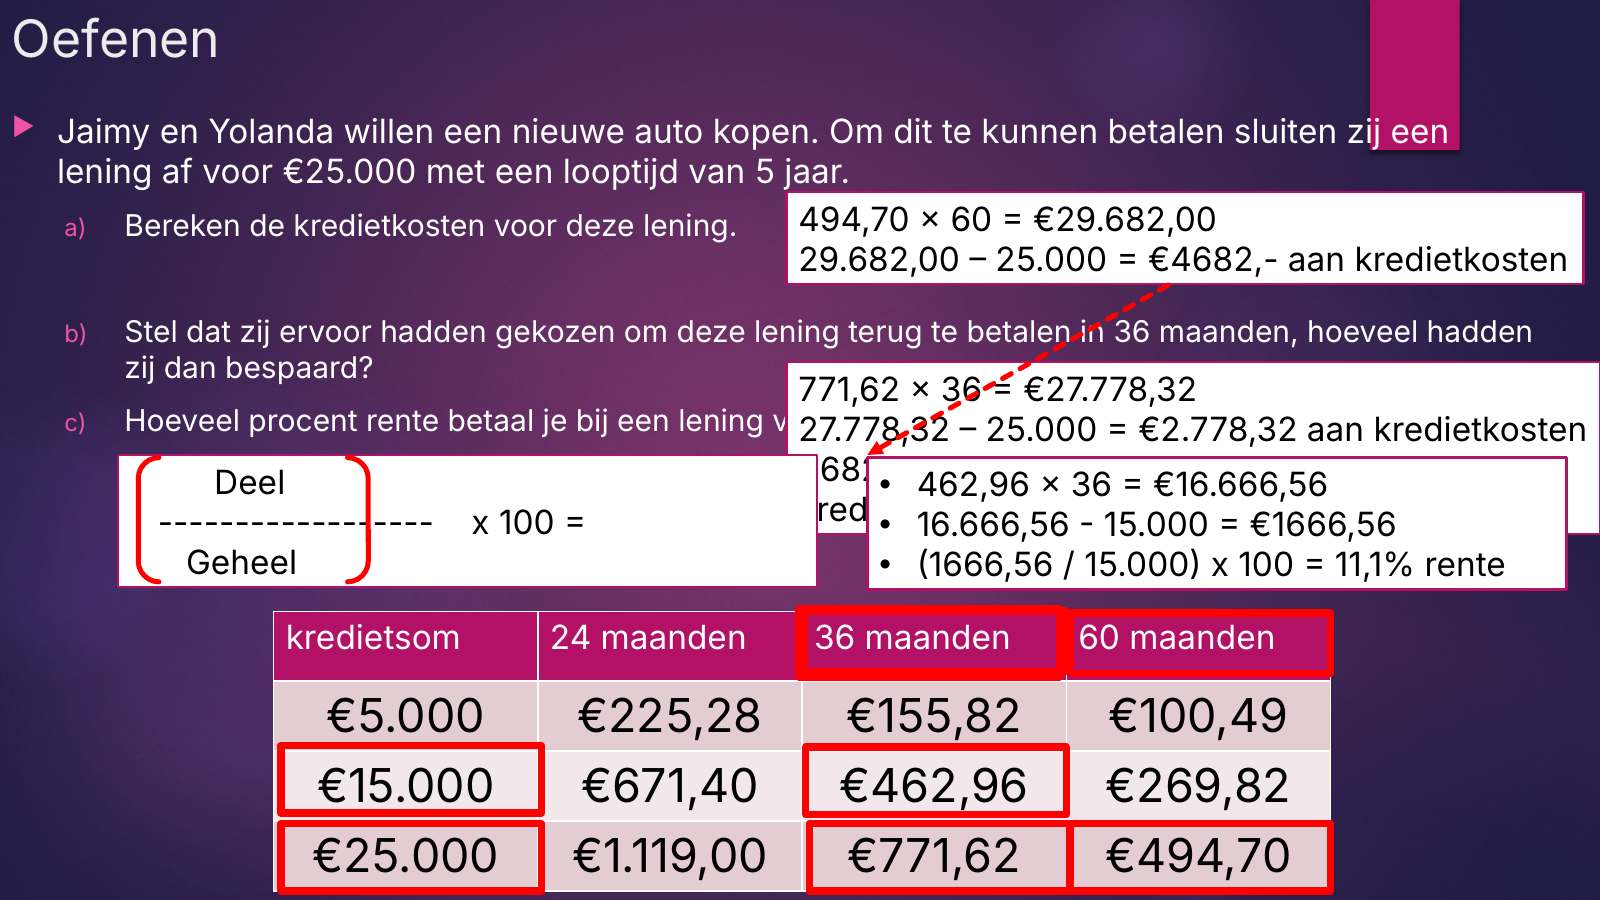 Oefenen
Jaimy en Yolanda willen een nieuwe auto kopen. Om dit te kunnen betalen sluiten zij een
lening af voor €25.000 met een looptijd van 5 jaar.
a) Bereken de kredietkosten voor deze lening.
494,70 × 60 = €29.682,00
29.682,00 – 25.000 = €4682,- aan kredietkosten
b) Stel dat zij ervoor hadden gekozen om deze lening terug te betalen in 36 maanden, hoeveel hadden
zij dan bespaard?
771,62 × 36 = €27.778,32
27.778,32 – 25.000 = €2.778,32 aan kredietkosten
c) Hoeveel procent rente betaal je bij een lening
Deel
------------------ x 100 =
Geheel
• 462,96 × 36 = €16.666,56
• 16.666,56 - 15.000 = €1666,56
• (1666,56 / 15.000) x 100 = 11,1% rente
kredietsom 24 maanden 36 maanden 60 maanden
€5.000 €225,28 €155,82 €100,49
€15.000 €671,40 €462,96 €269,82
€25.000 €1.119,00 €771,62 €494,70